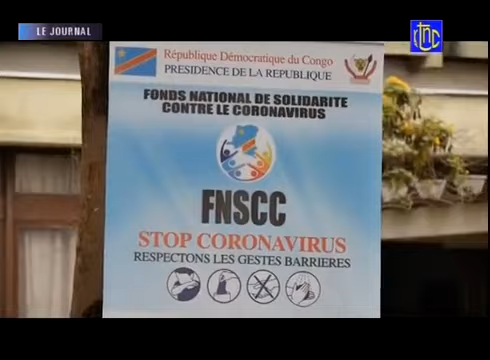 LE JOURNAL
RTNC
République Démocratique du Congo
PRESIDENCE DE LA REPUBLIQUE
FONDS NATIONAL DE SOLIDARITE
CONTRE LE CORONAVIRUS
FNSCC
STOP CORONAVIRUS
RESPECTONS LES GESTES BARRIERES